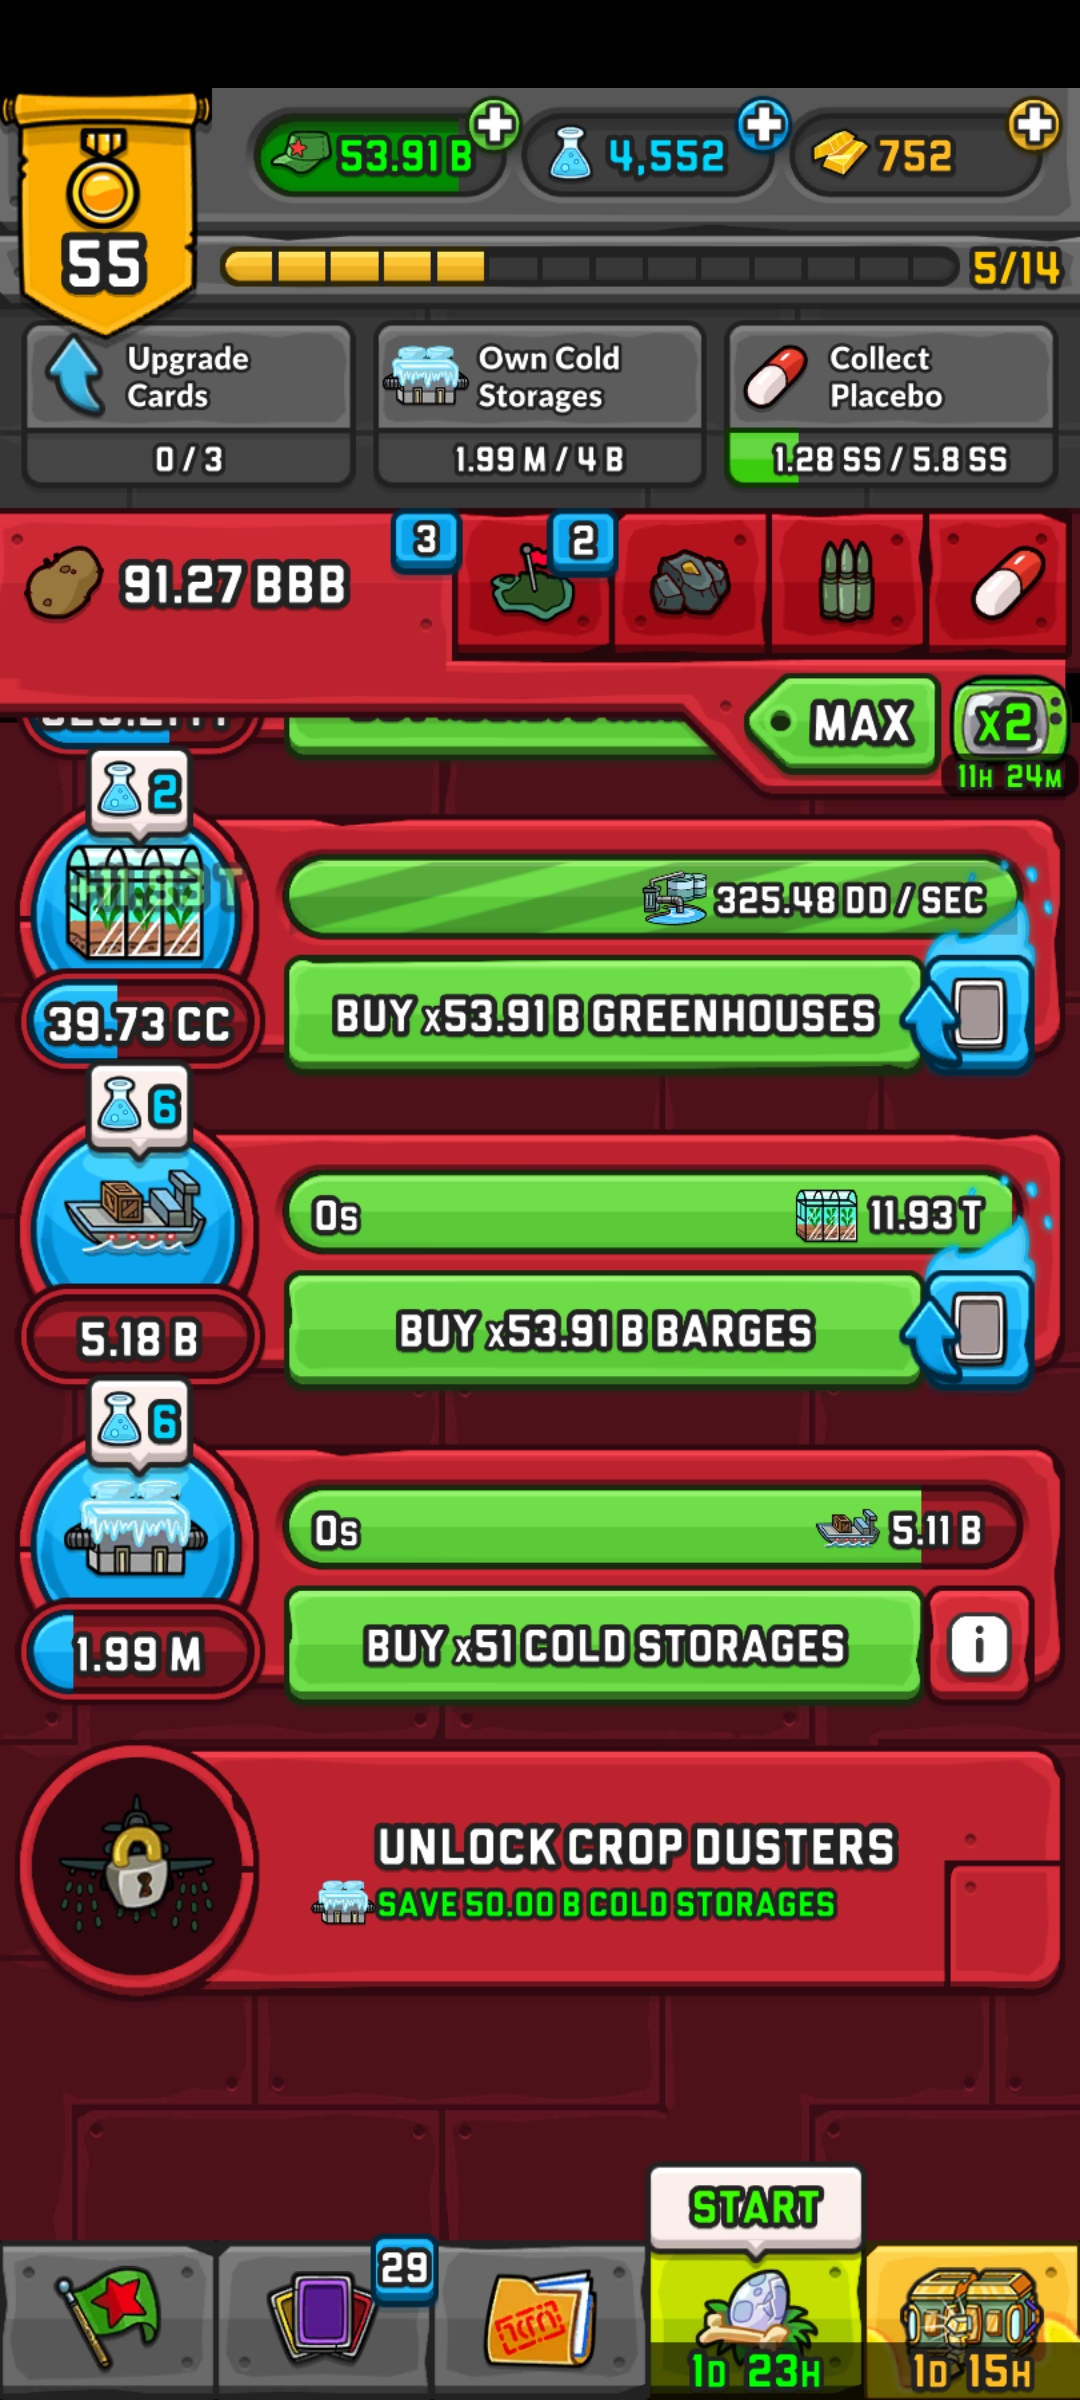 55
53.91 B
4,552
752
5/14
Upgrade
Cards
0 / 3
Own Cold
Storages
1.99 M / 4 B
Collect
Placebo
1.28 SS / 5.8 SS
91.27 BBB
3
2
MAX
x2
11H 24M
2
325.48 DD / SEC
39.73 CC
BUY x53.91 B GREENHOUSES
6
0s
11.93 T
5.18 B
BUY x53.91 B BARGES
6
0s
5.11 B
1.99 M
BUY x51 COLD STORAGES
i
UNLOCK CROP DUSTERS
SAVE 50.00 B COLD STORAGES
START
29
1D 23H
1D 15H